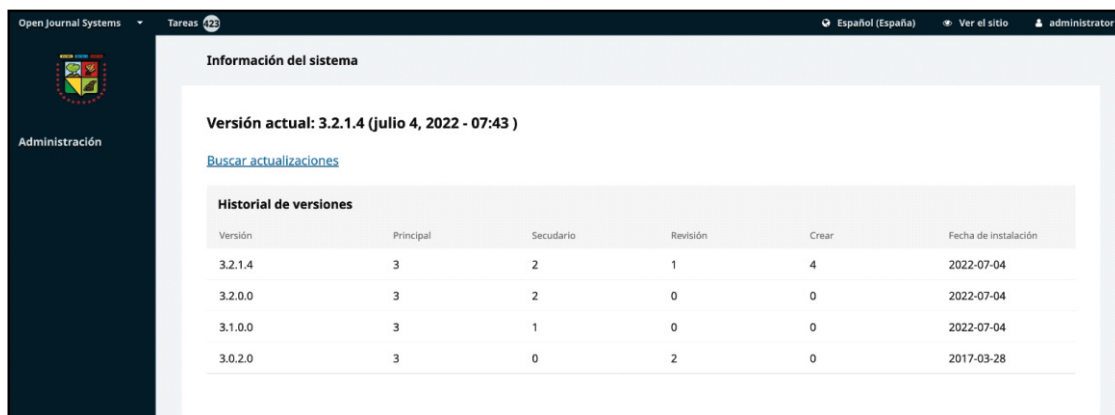 Open Journal Systems Tareas 423 Español (España) Ver el sitio administrator
Información del sistema
Administración
Versión actual: 3.2.1.4 (julio 4, 2022 - 07:43 )
Buscar actualizaciones
Historial de versiones
Versión Principal Secudario Revisión Crear Fecha de instalación
3.2.1.4 3 2 1 4 2022-07-04
3.2.0.0 3 2 0 0 2022-07-04
3.1.0.0 3 1 0 0 2022-07-04
3.0.2.0 3 0 2 0 2017-03-28